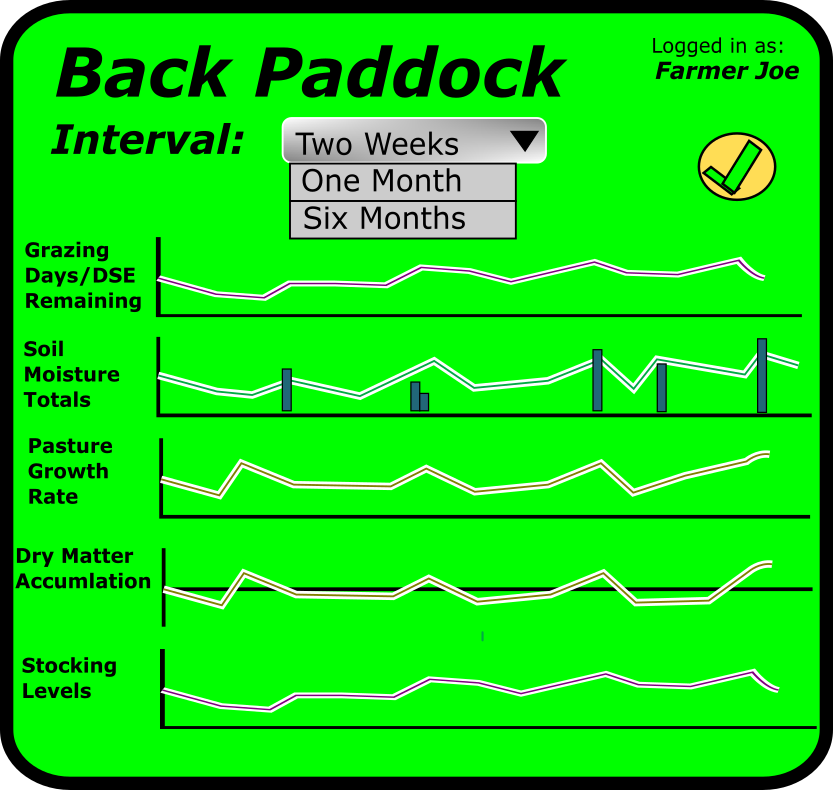 Back Paddock
Logged in as:
Farmer Joe
Interval:
Two Weeks
One Month
Six Months
Grazing
Days/DSE
Remaining
Soil
Moisture
Totals
Pasture
Growth
Rate
Dry Matter
Accumlation
Stocking
Levels